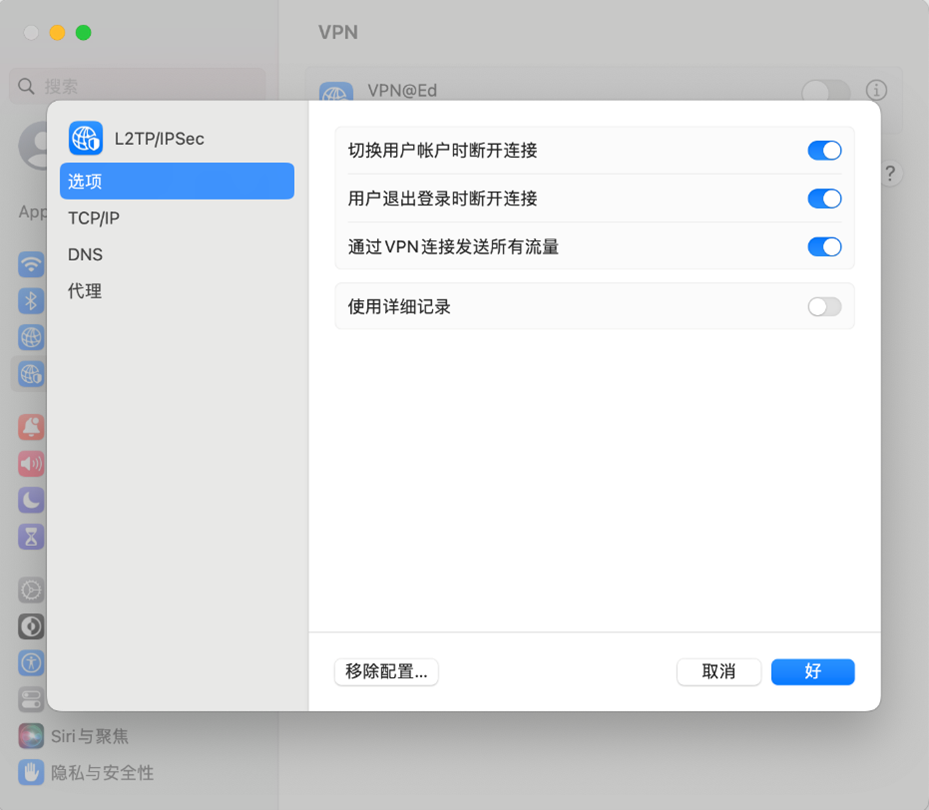 VPN
搜索
VPN@Ed
L2TP/IPSec
选项
TCP/IP
DNS
代理
切换用户帐户时断开连接
用户退出登录时断开连接
通过VPN连接发送所有流量
使用详细记录
?
App
移除配置...
取消
好
Siri与聚焦
隐私与安全性